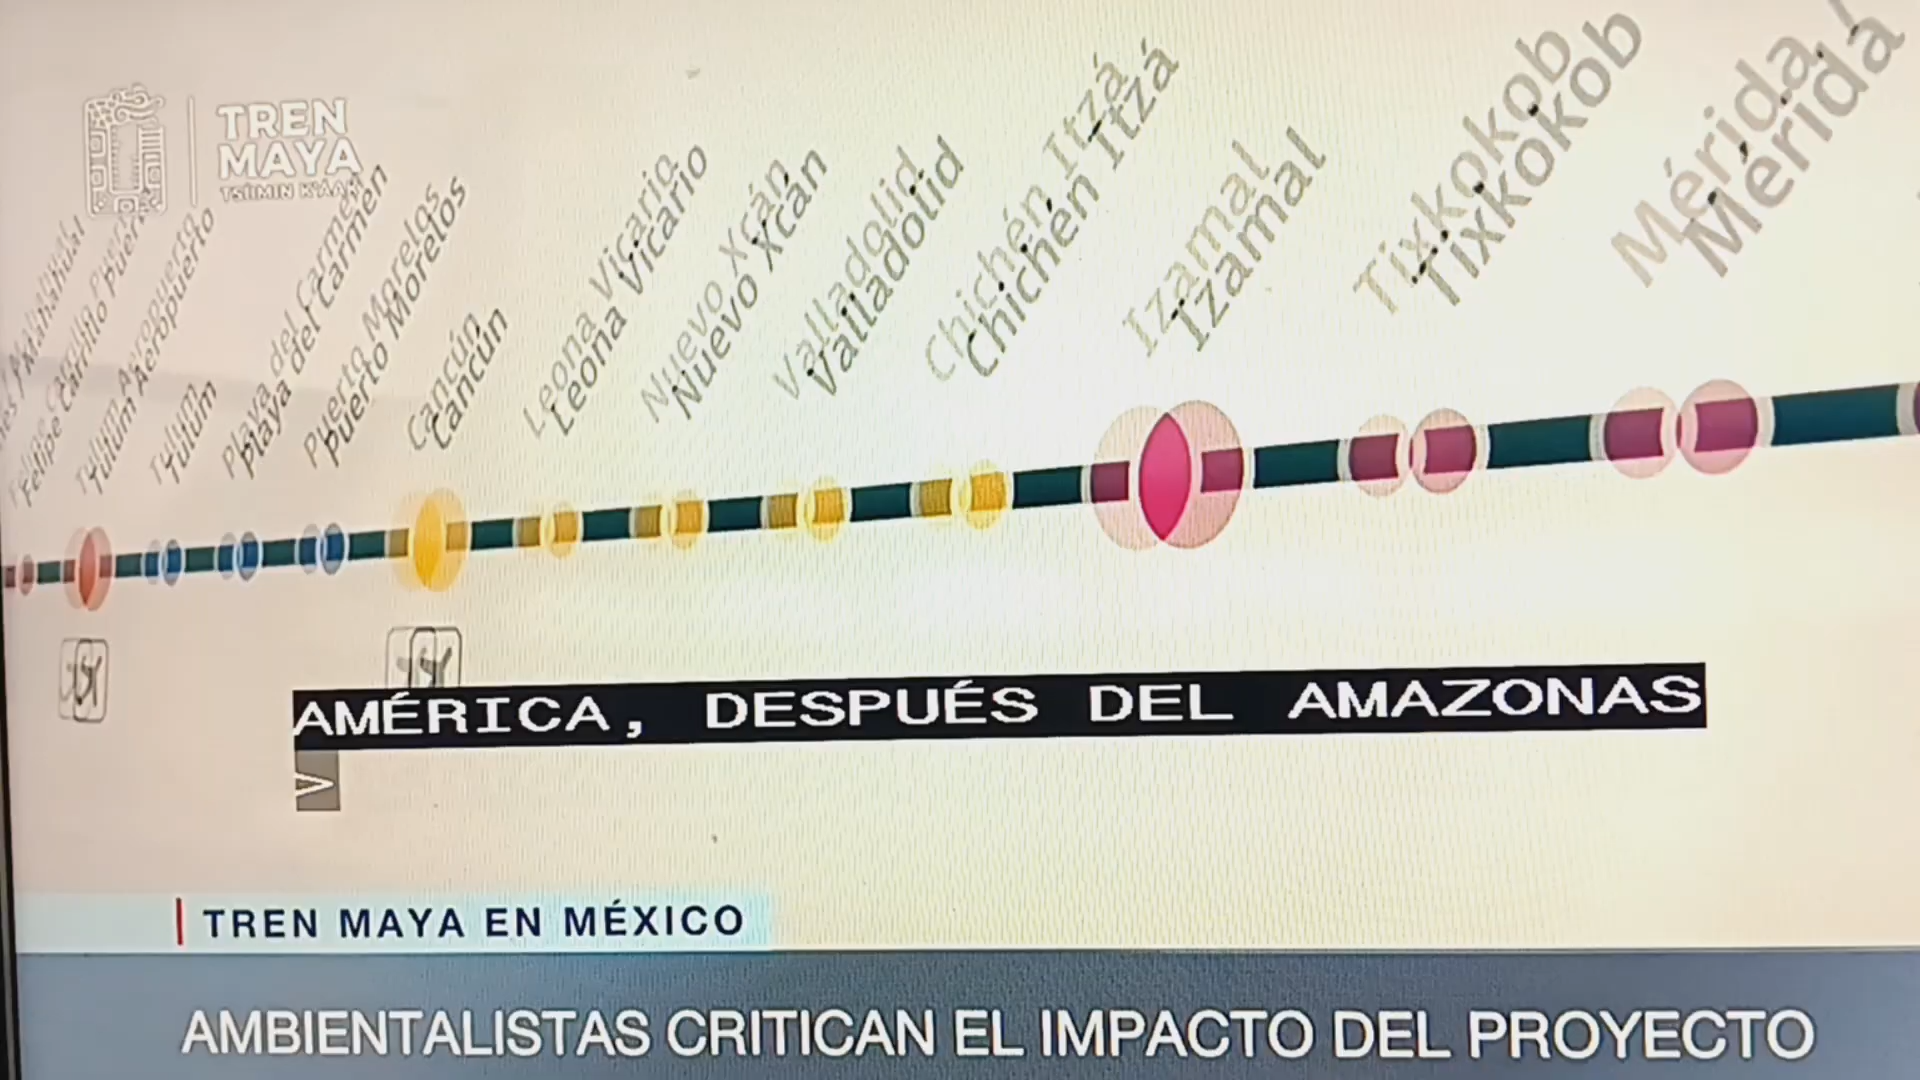 TREN
MAYA
TSÍIMIN K'ÁAK
Felipe Carrillo Puerto
Tulum Aeropuerto
Tulum
Playa del Carmen
Puerto Morelos
Cancún
Leona Vicario
Nuevo Xcán
Valladolid
Chichén Itzá
Izamal
Tixkokob
Mérida /
AMÉRICA, DESPUÉS DEL AMAZONAS
V
TREN MAYA EN MÉXICO
AMBIENTALISTAS CRITICAN EL IMPACTO DEL PROYECTO